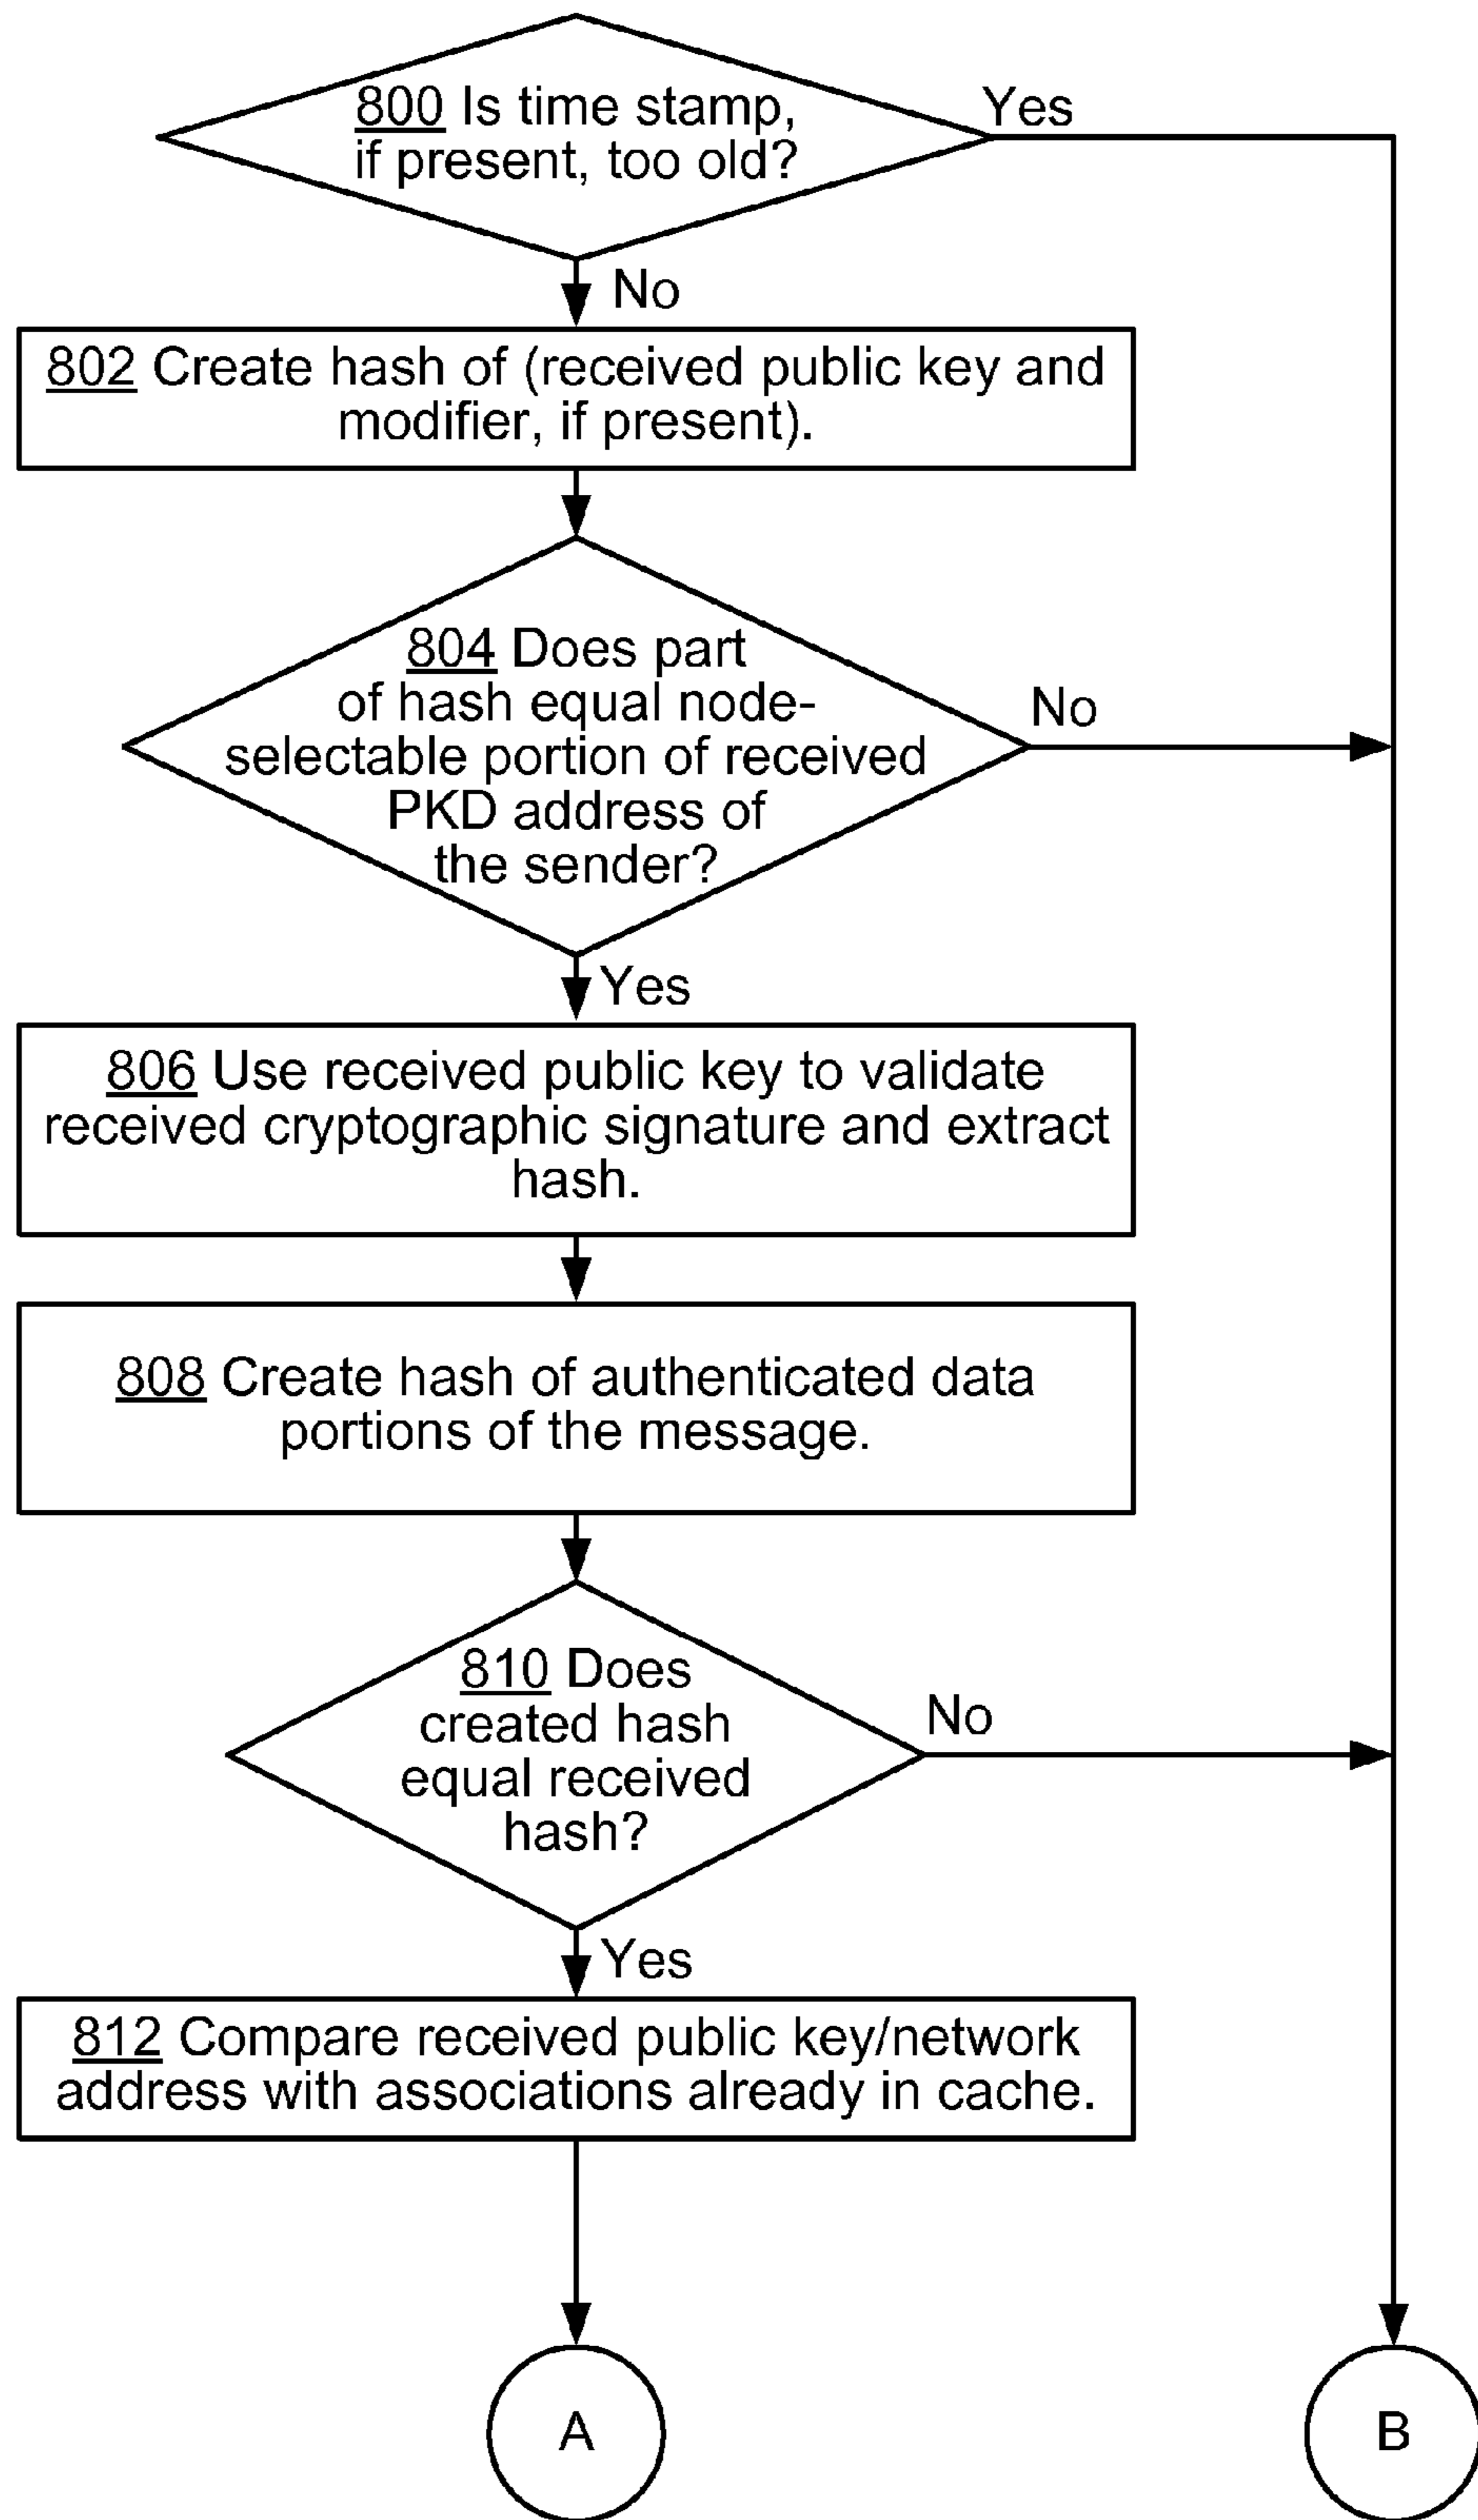 800 Is time stamp,
if present, too old?
Yes
No
802 Create hash of (received public key and
modifier, if present).
804 Does part
of hash equal node-
selectable portion of received
PKD address of
the sender?
No
Yes
806 Use received public key to validate
received cryptographic signature and extract
hash.
808 Create hash of authenticated data
portions of the message.
810 Does
created hash
equal received
hash?
No
Yes
812 Compare received public key/network
address with associations already in cache.
A
B